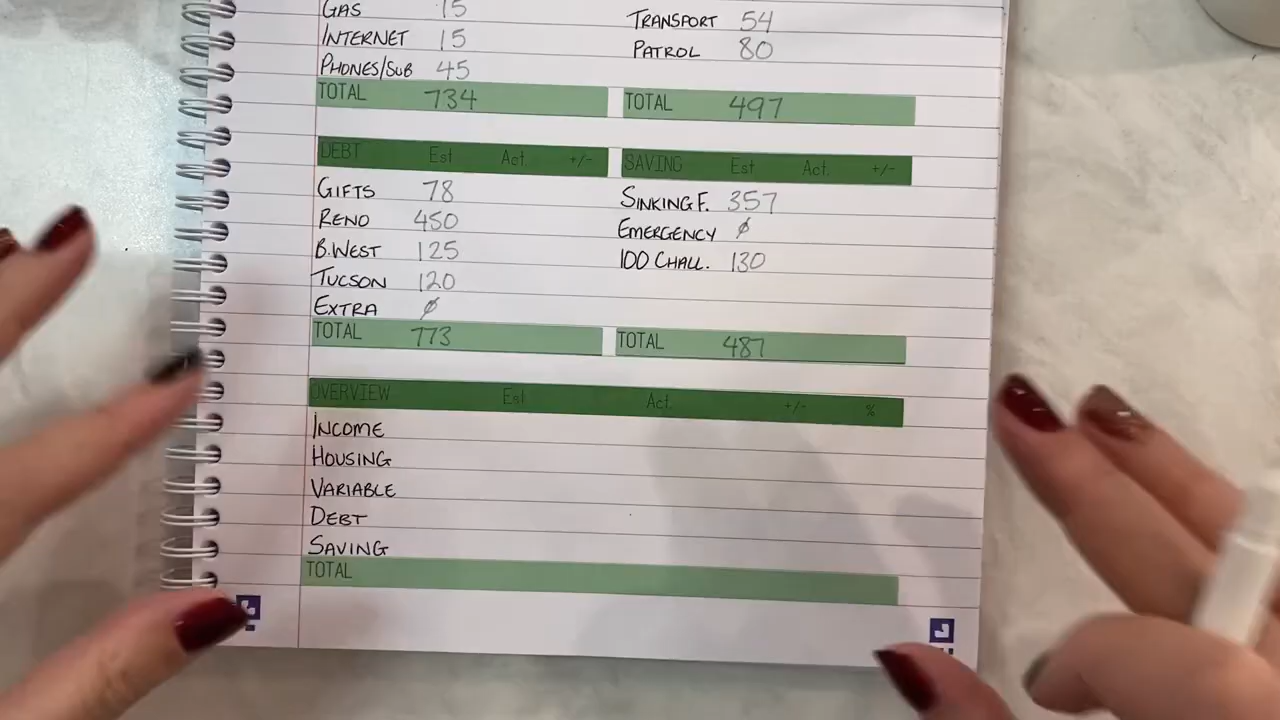 GAS 15
INTERNET 15
PHONES/SUB 45
TOTAL 734
TRANSPORT 54
PATROL 80
TOTAL 497
DEBT Est Act. +/-
GIFTS 78
RENO 450
B.WEST 125
TUCSON 120
EXTRA ∅
TOTAL 773
SAVING Est Act. +/-
SINKING F. 357
EMERGENCY ∅
100 CHALL. 130
TOTAL 487
OVERVIEW Est Act. +/- %
INCOME
HOUSING
VARIABLE
DEBT
SAVING
TOTAL